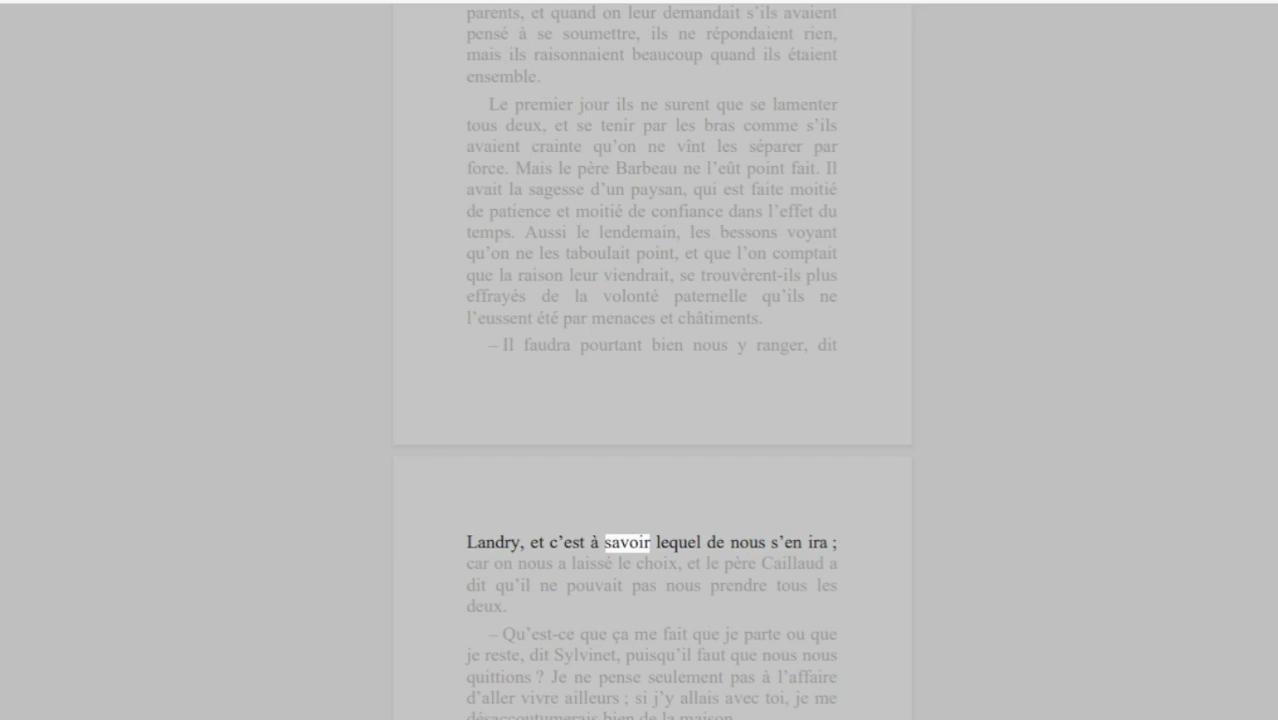 parents, et quand on leur demandait s’ils avaient
pensé à se soumettre, ils ne répondaient rien,
mais ils raisonnaient beaucoup quand ils étaient
ensemble.
Le premier jour ils ne surent que se lamenter
tous deux, et se tenir par les bras comme s’ils
avaient crainte qu’on ne vînt les séparer par
force. Mais le père Barbeau ne l’eût point fait. Il
avait la sagesse d’un paysan, qui est faite moitié
de patience et moitié de confiance dans l’effet du
temps. Aussi le lendemain, les bessons voyant
qu’on ne les taboulait point, et que l’on comptait
que la raison leur viendrait, se trouvèrent-ils plus
effrayés de la volonté paternelle qu’ils ne
l’eussent été par menaces et châtiments.
– Il faudra pourtant bien nous y ranger, dit
Landry, et c’est à savoir lequel de nous s’en ira ;
car on nous a laissé le choix, et le père Caillaud a
dit qu’il ne pouvait pas nous prendre tous les
deux.
– Qu’est-ce que ça me fait que je parte ou que
je reste, dit Sylvinet, puisqu’il faut que nous nous
quittions ? Je ne pense seulement pas à l’affaire
d’aller vivre ailleurs ; si j’y allais avec toi, je me
désaccoutumerais bien de la maison.